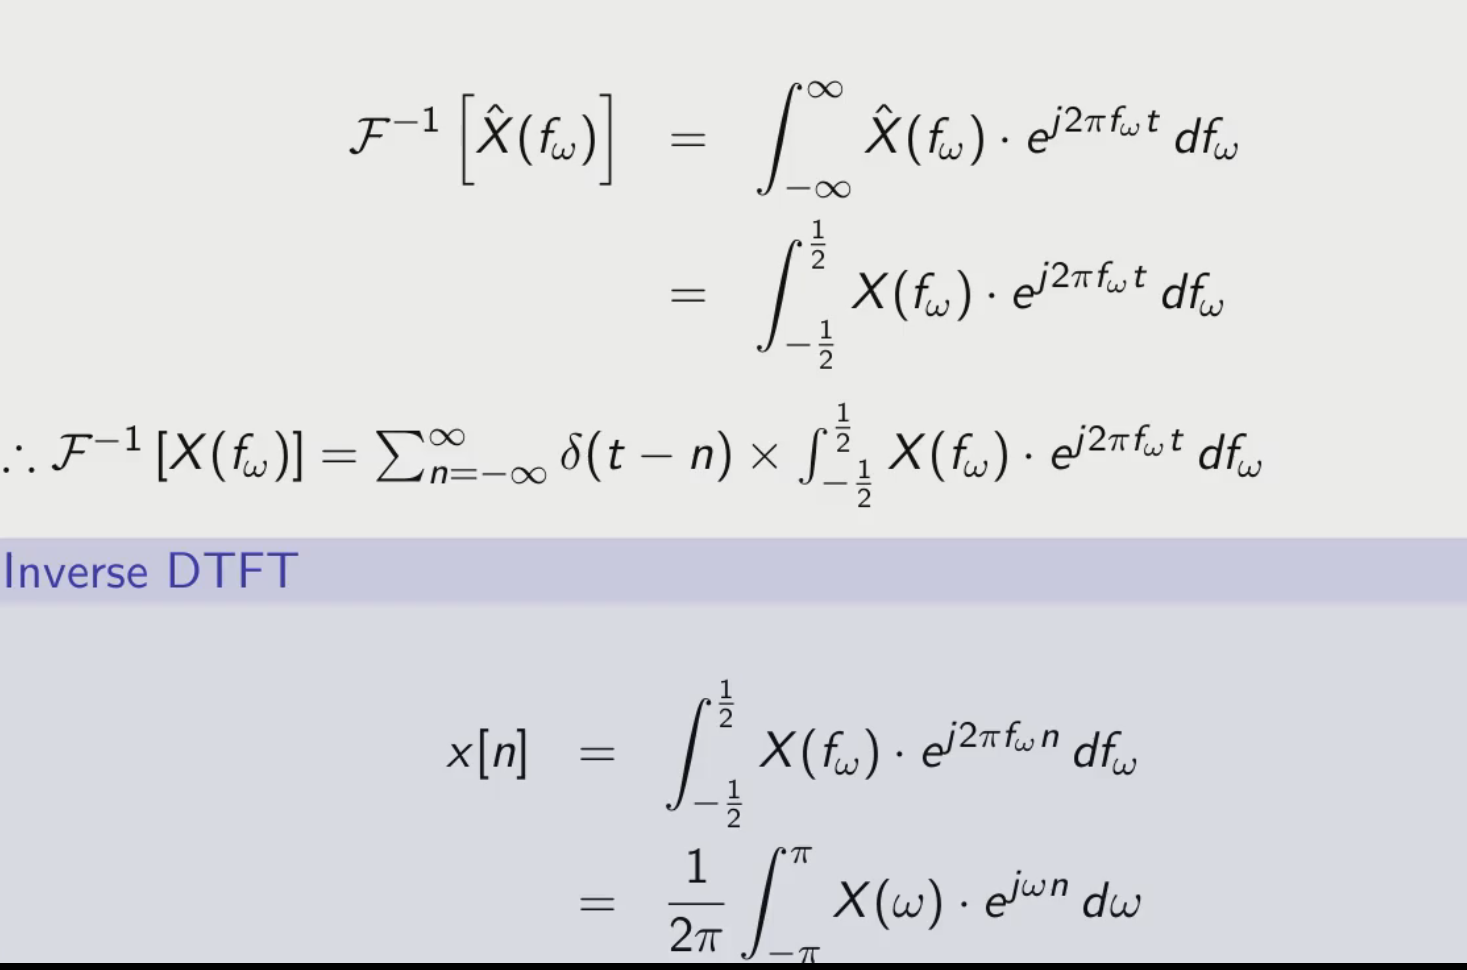 $\mathcal{F}^{-1}\left[\hat{X}(f_\omega)\right] = \int_{-\infty}^{\infty} \hat{X}(f_\omega) \cdot e^{j2\pi f_\omega t} \, df_\omega$
$= \int_{-\frac{1}{2}}^{\frac{1}{2}} X(f_\omega) \cdot e^{j2\pi f_\omega t} \, df_\omega$
$\therefore \mathcal{F}^{-1}\left[X(f_\omega)\right] = \sum_{n=-\infty}^{\infty} \delta(t-n) \times \int_{-\frac{1}{2}}^{\frac{1}{2}} X(f_\omega) \cdot e^{j2\pi f_\omega t} \, df_\omega$
Inverse DTFT
$x[n] = \int_{-\frac{1}{2}}^{\frac{1}{2}} X(f_\omega) \cdot e^{j2\pi f_\omega n} \, df_\omega$
$= \frac{1}{2\pi} \int_{-\pi}^{\pi} X(\omega) \cdot e^{j\omega n} \, d\omega$